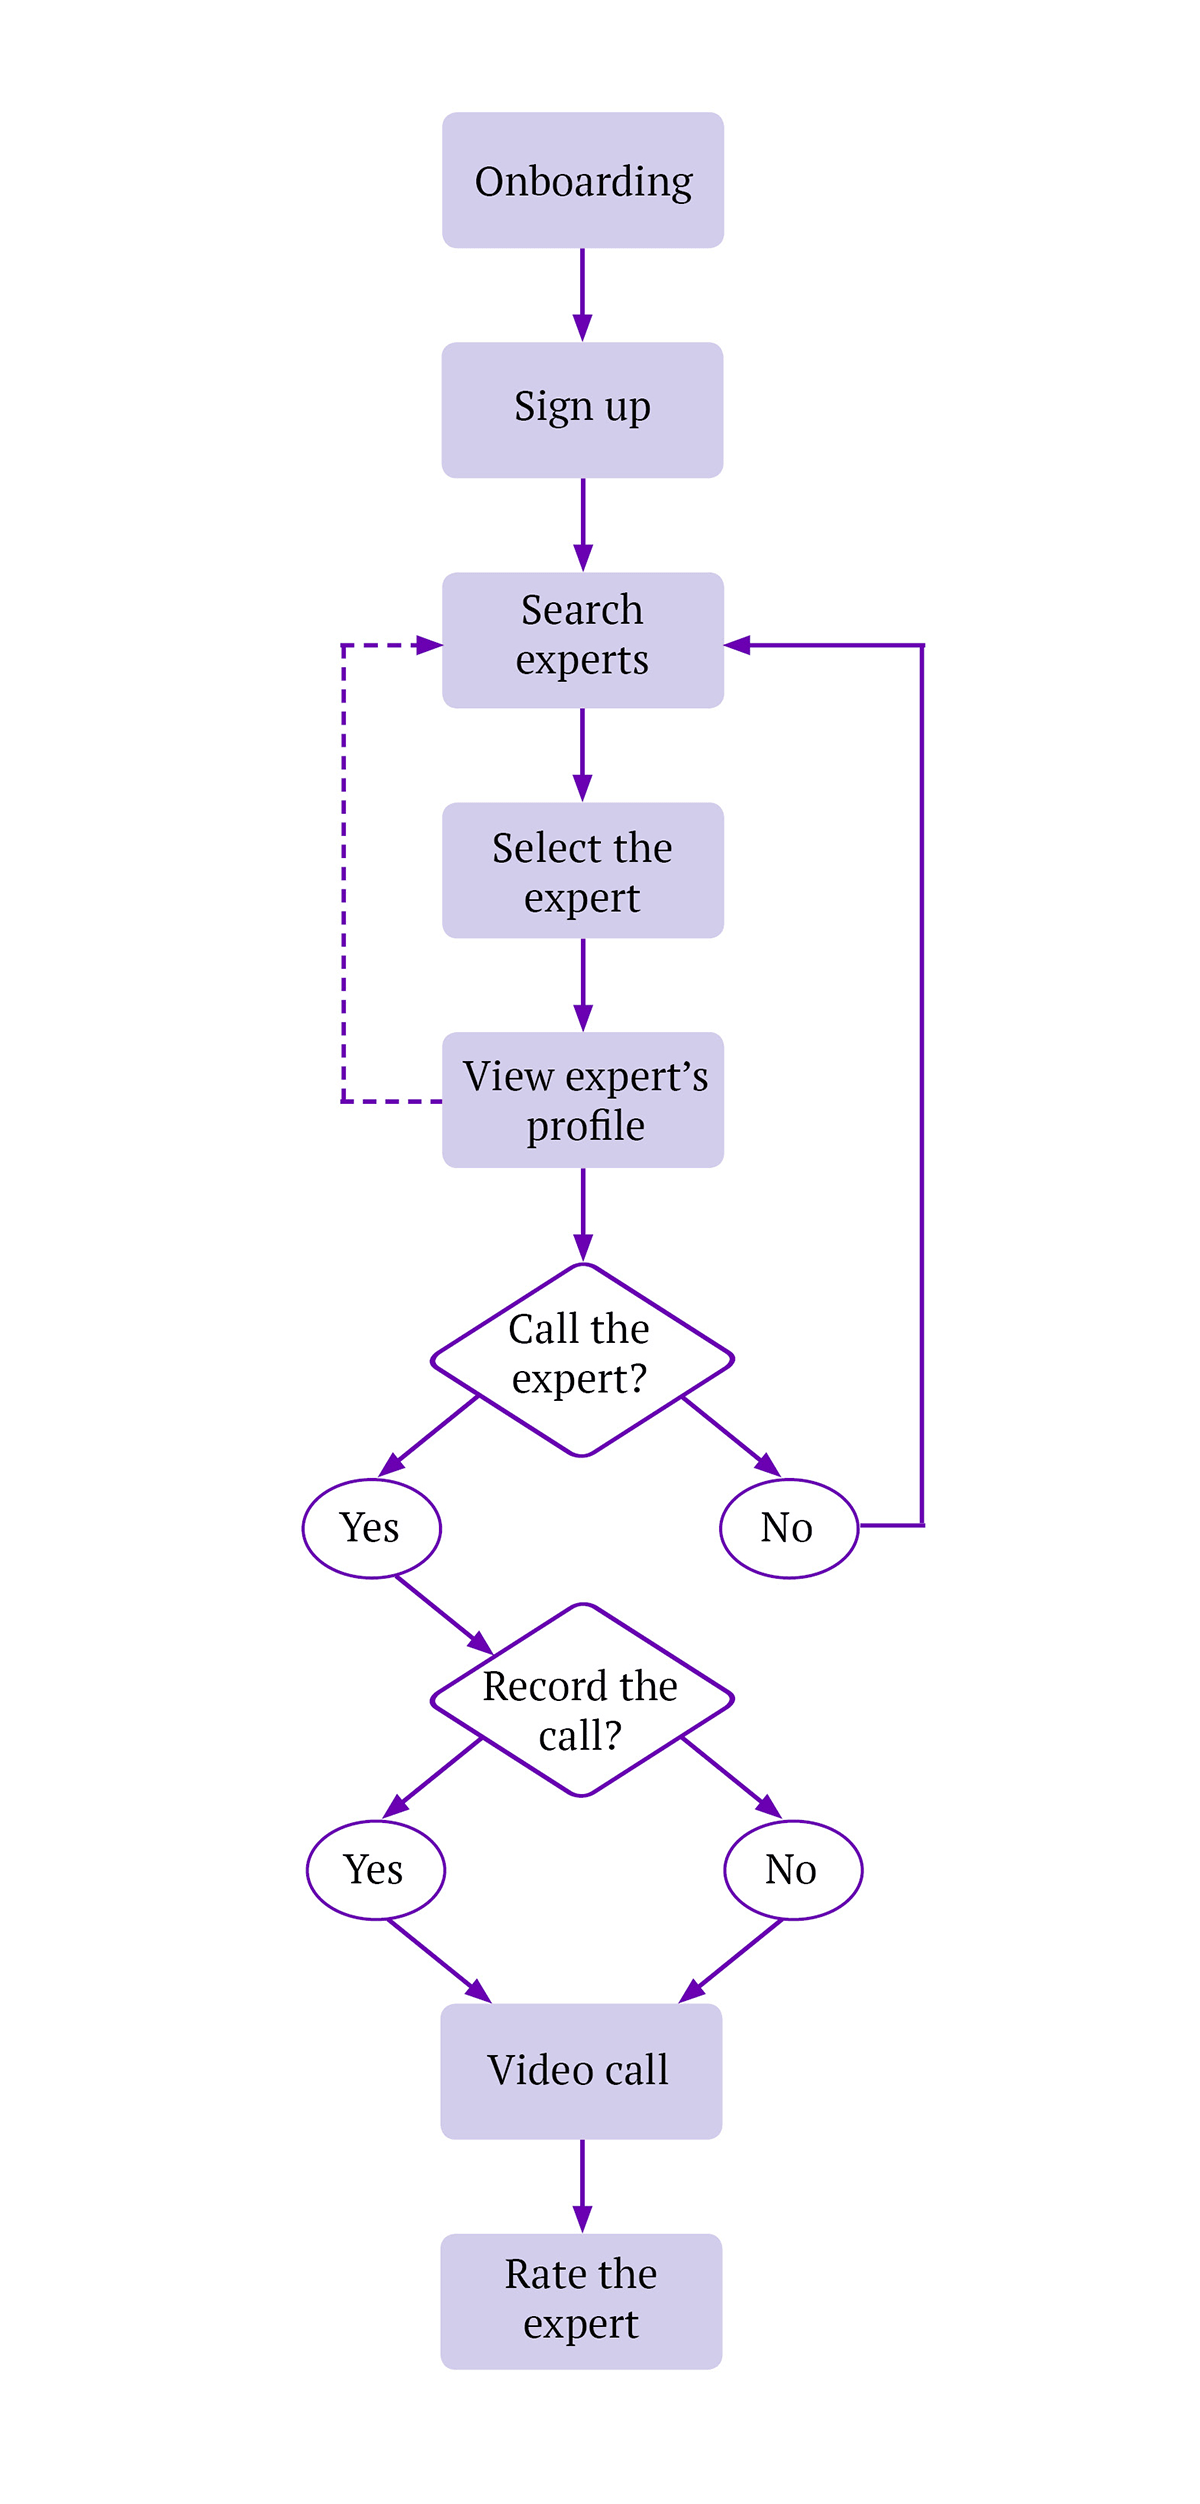 Onboarding
Sign up
Search
experts
Select the
expert
View expert’s
profile
Call the
expert?
Yes
No
Record the
call?
Yes
No
Video call
Rate the
expert